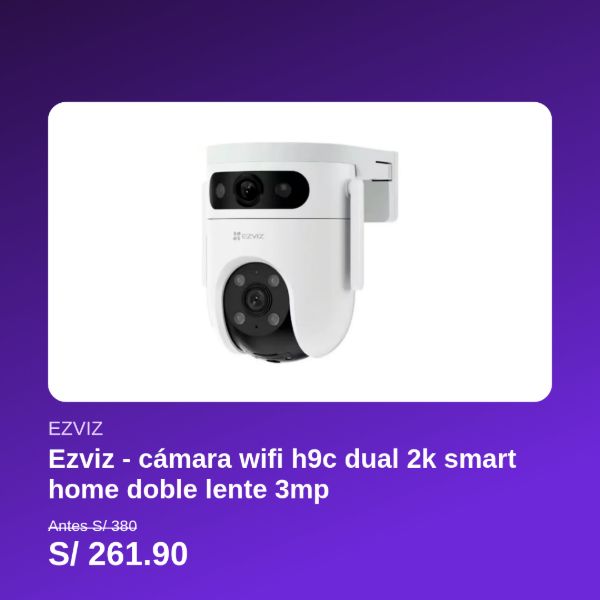 EZVIZ
EZVIZ
Ezviz - cámara wifi h9c dual 2k smart
home doble lente 3mp
Antes S/ 380
S/ 261.90